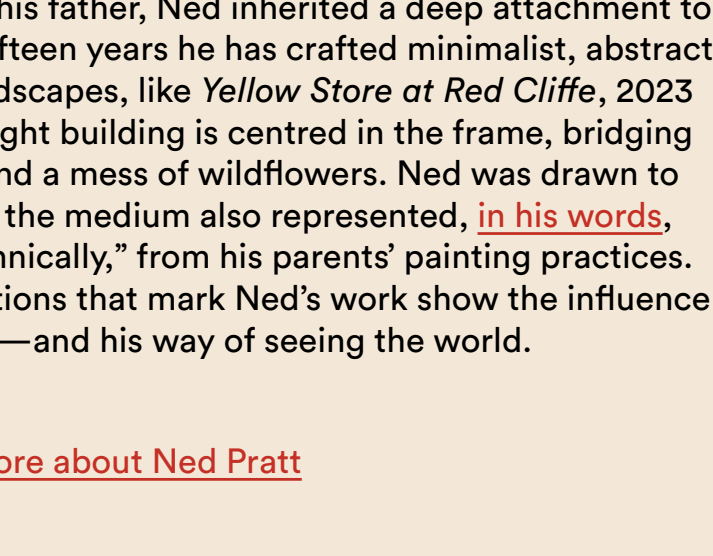 his father, Ned inherited a deep attachment to
fteen years he has crafted minimalist, abstract
dscapes, like Yellow Store at Red Cliffe, 2023
ght building is centred in the frame, bridging
nd a mess of wildflowers. Ned was drawn to
the medium also represented, in his words,
nically,” from his parents’ painting practices.
tions that mark Ned’s work show the influence
—and his way of seeing the world.
ore about Ned Pratt